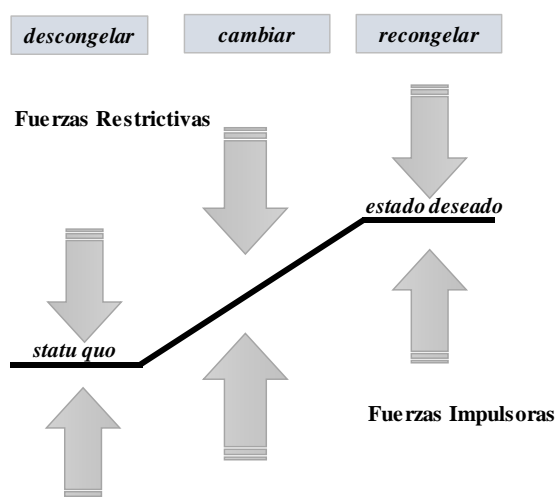 descongelar
cambiar
recongelar
Fuerzas Restrictivas
estado deseado
statu quo
Fuerzas Impulsoras